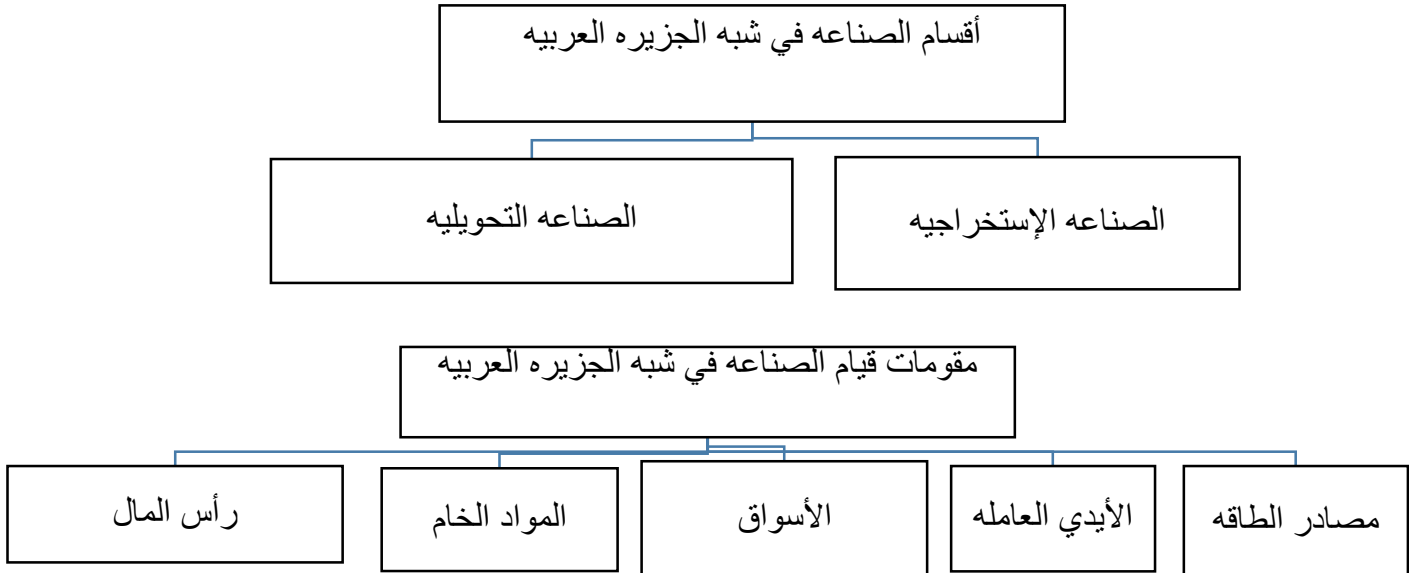 أقسام الصناعه في شبه الجزيره العربيه
الصناعه الإستخراجيه
الصناعه التحويليه
مقومات قيام الصناعه في شبه الجزيره العربيه
مصادر الطاقه
الأيدي العامله
الأسواق
المواد الخام
رأس المال